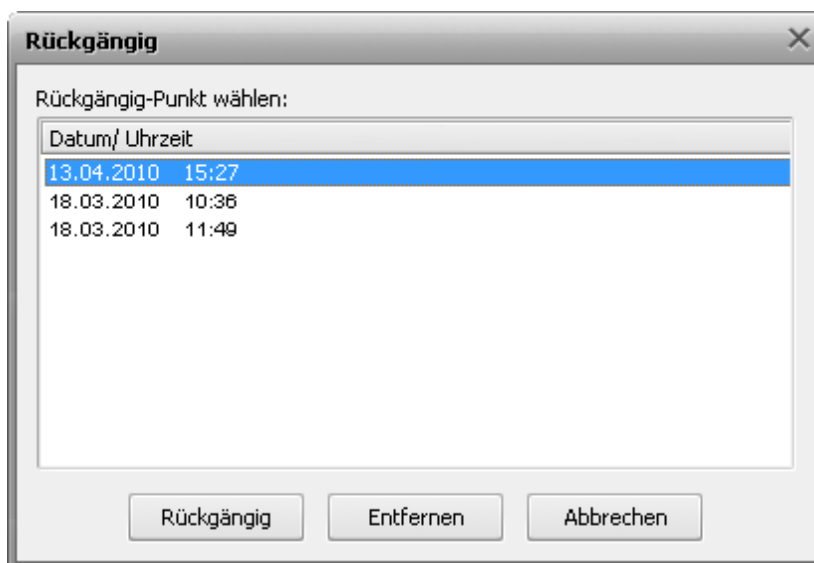 Rückgängig
Rückgängig-Punkt wählen:
Datum/ Uhrzeit
13.04.2010 15:27
18.03.2010 10:36
18.03.2010 11:49
Rückgängig Entfernen Abbrechen